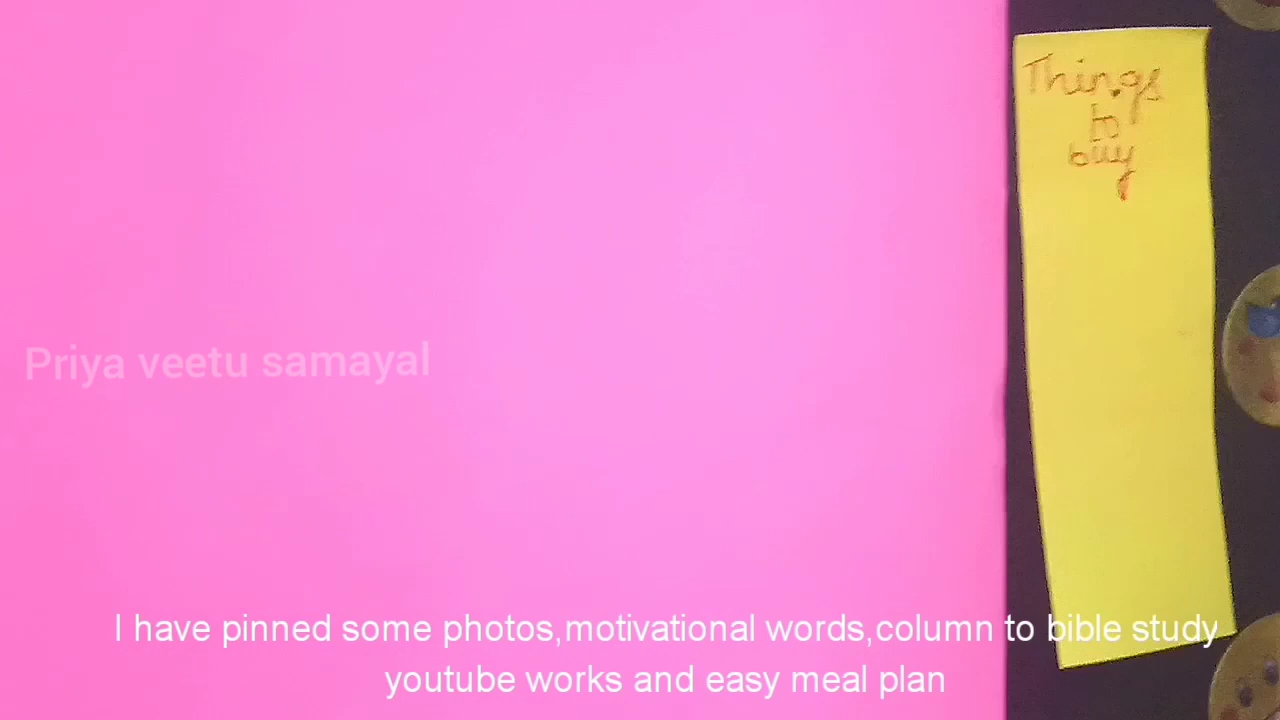 Things
to
buy
Priya veetu samayal
I have pinned some photos,motivational words,column to bible study
youtube works and easy meal plan